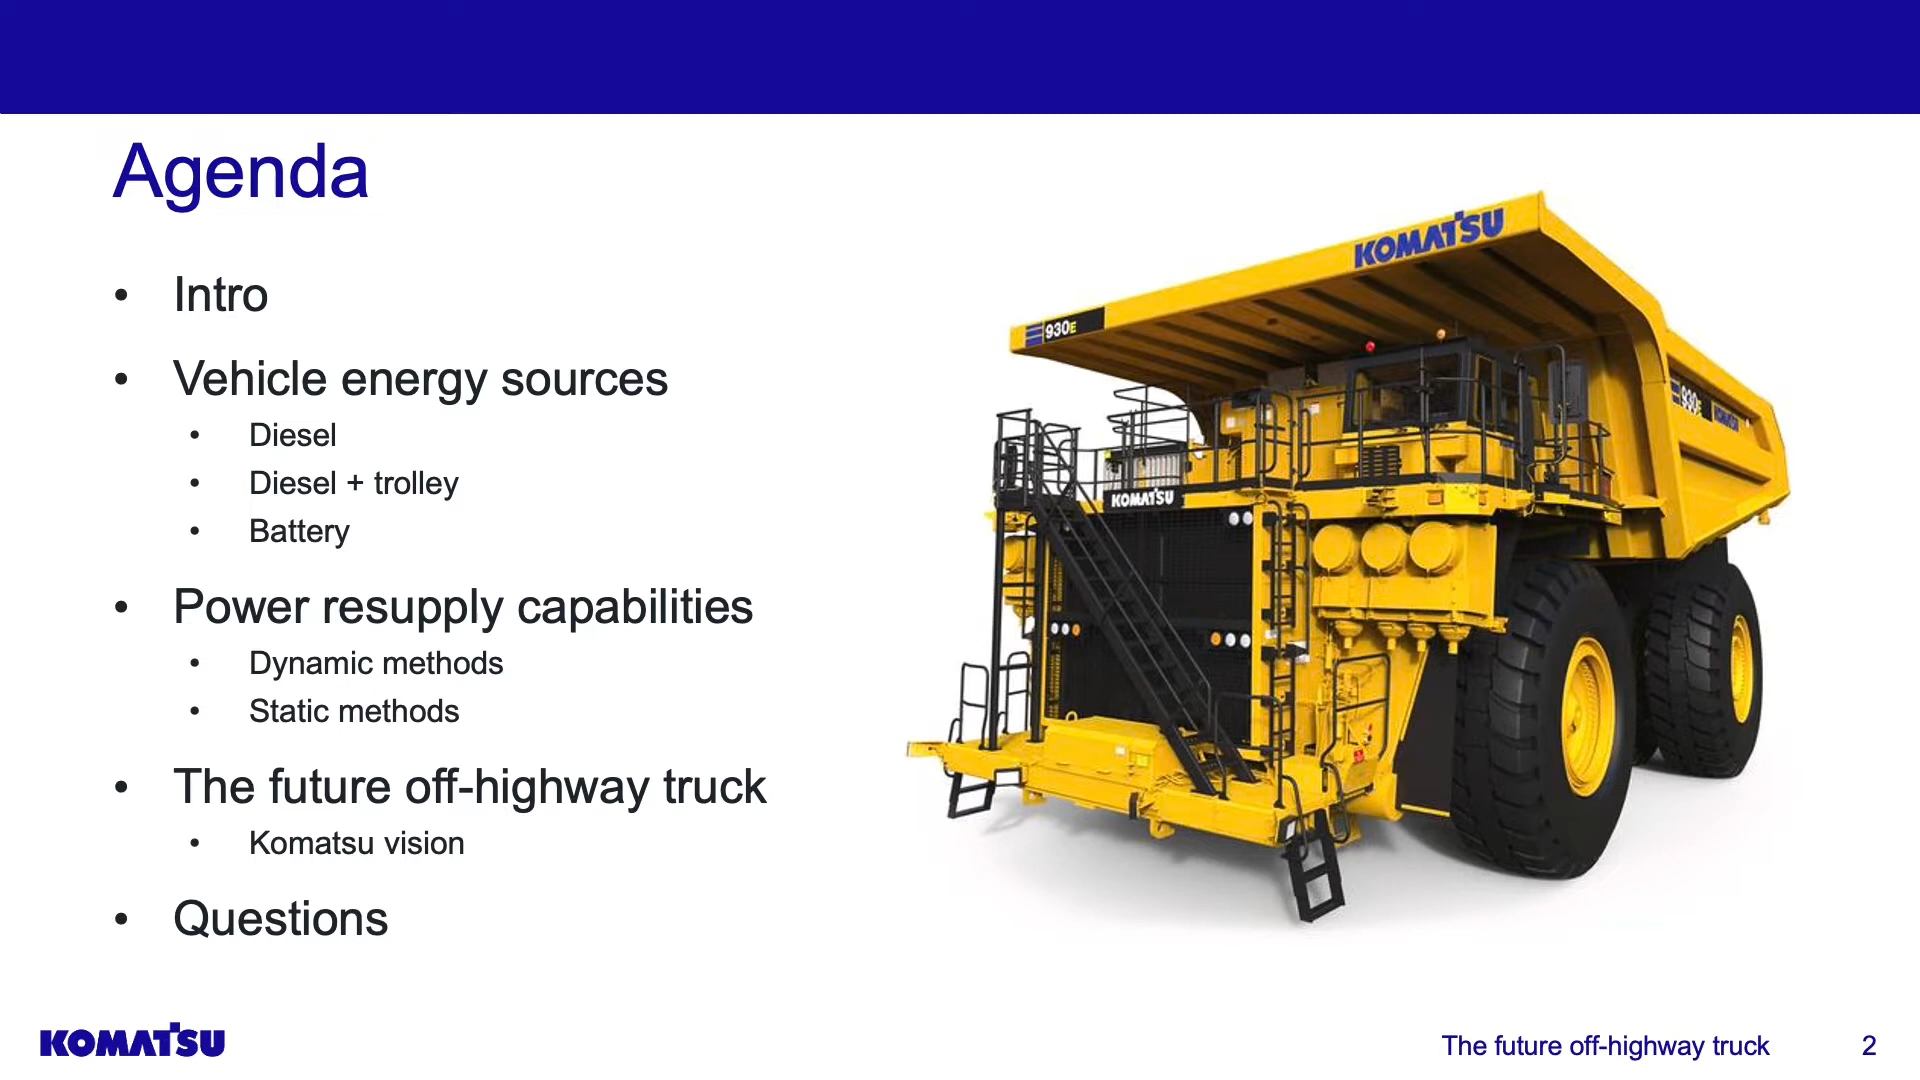 Agenda
• Intro
• Vehicle energy sources
• Diesel
• Diesel + trolley
• Battery
• Power resupply capabilities
• Dynamic methods
• Static methods
• The future off-highway truck
• Komatsu vision
• Questions
KOMATSU
930E
930E KOMATSU
KOMATSU
KOMATSU
The future off-highway truck
2